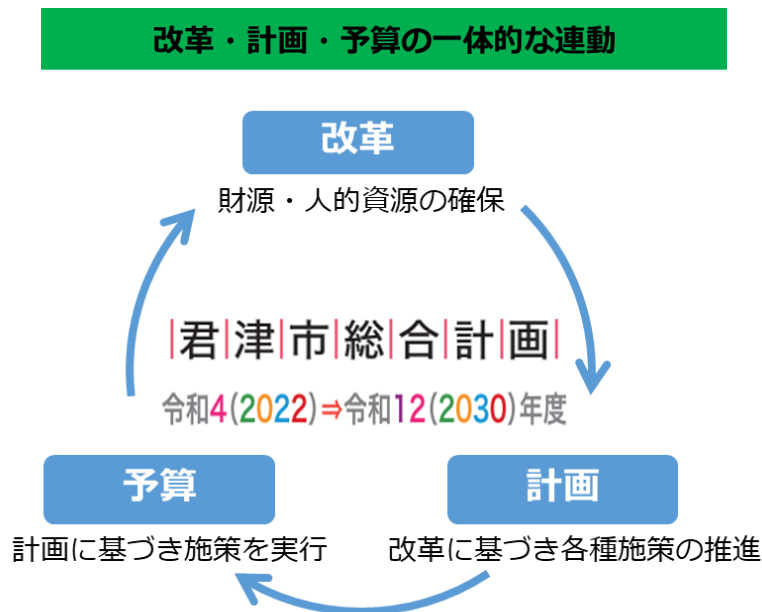 改革・計画・予算の一体的な連動
改革
財源・人的資源の確保
|君|津|市|総|合|計|画|
令和4(2022)⇒令和12(2030)年度
予算
計画に基づき施策を実行
計画
改革に基づき各種施策の推進